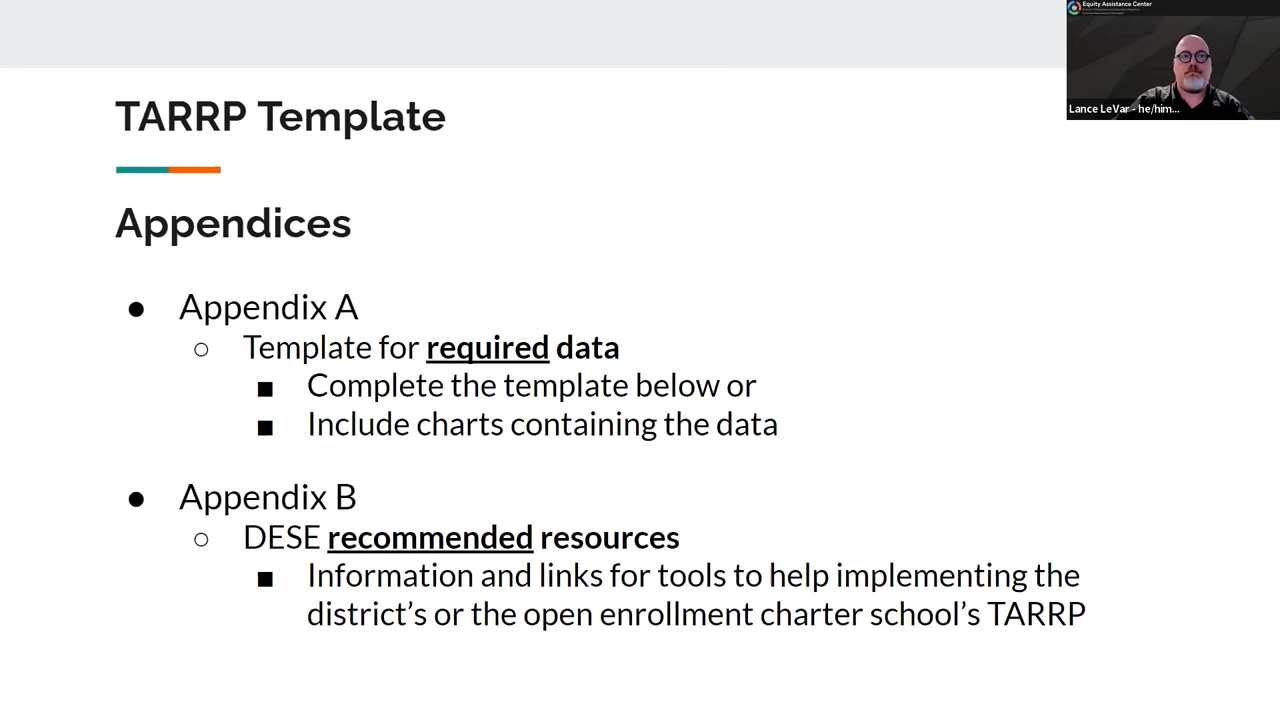 Equity Assistance Center
Lance LeVar - he/him...
TARRP Template
Appendices
● Appendix A
○ Template for required data
■ Complete the template below or
■ Include charts containing the data
● Appendix B
○ DESE recommended resources
■ Information and links for tools to help implementing the
district’s or the open enrollment charter school’s TARRP